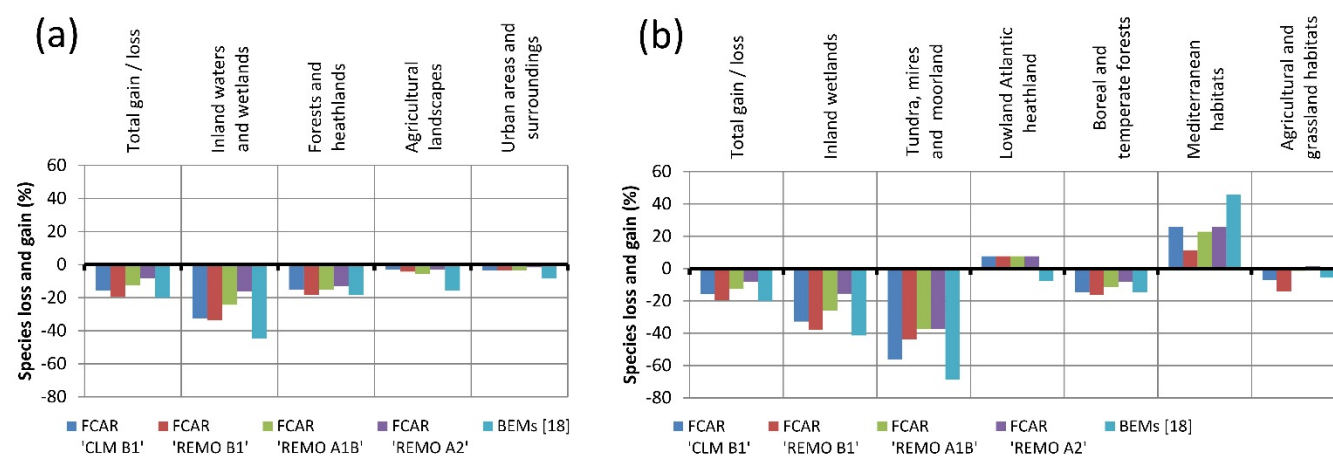 (a)
Total gain / loss
Inland waters
and wetlands
Forests and
heathlands
Agricultural
landscapes
Urban areas and
surroundings
Species loss and gain (%)
60
40
20
0
-20
-40
-60
-80
FCAR
'CLM B1'
FCAR
'REMO B1'
FCAR
'REMO A1B'
FCAR
'REMO A2'
BEMs [18]
(b)
Total gain / loss
Inland wetlands
Tundra, mires
and moorland
Lowland Atlantic
heathland
Boreal and
temperate forests
Mediterranean
habitats
Agricultural and
grassland habitats
Species loss and gain (%)
60
40
20
0
-20
-40
-60
-80
FCAR
'CLM B1'
FCAR
'REMO B1'
FCAR
'REMO A1B'
FCAR
'REMO A2'
BEMs [18]